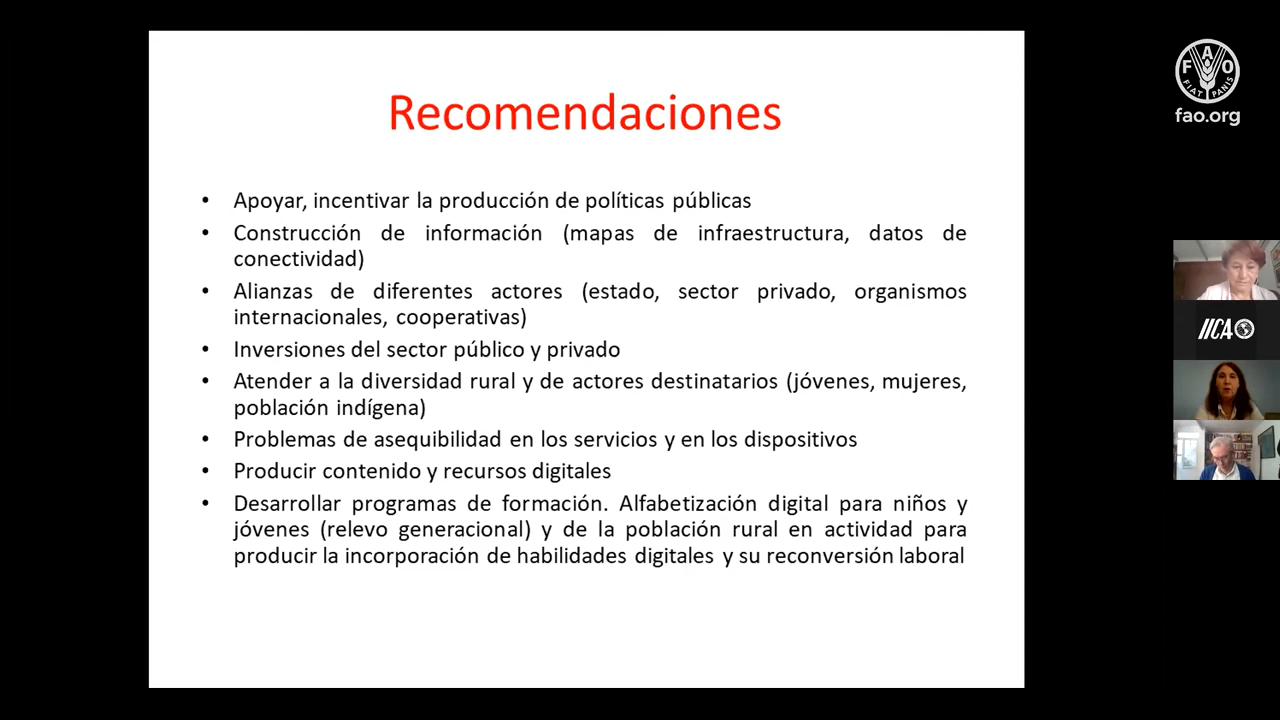 Recomendaciones
• Apoyar, incentivar la producción de políticas públicas
• Construcción de información (mapas de infraestructura, datos de
conectividad)
• Alianzas de diferentes actores (estado, sector privado, organismos
internacionales, cooperativas)
• Inversiones del sector público y privado
• Atender a la diversidad rural y de actores destinatarios (jóvenes, mujeres,
población indígena)
• Problemas de asequibilidad en los servicios y en los dispositivos
• Producir contenido y recursos digitales
• Desarrollar programas de formación. Alfabetización digital para niños y
jóvenes (relevo generacional) y de la población rural en actividad para
producir la incorporación de habilidades digitales y su reconversión laboral
FAO
FIAT PANIS
fao.org
IICA